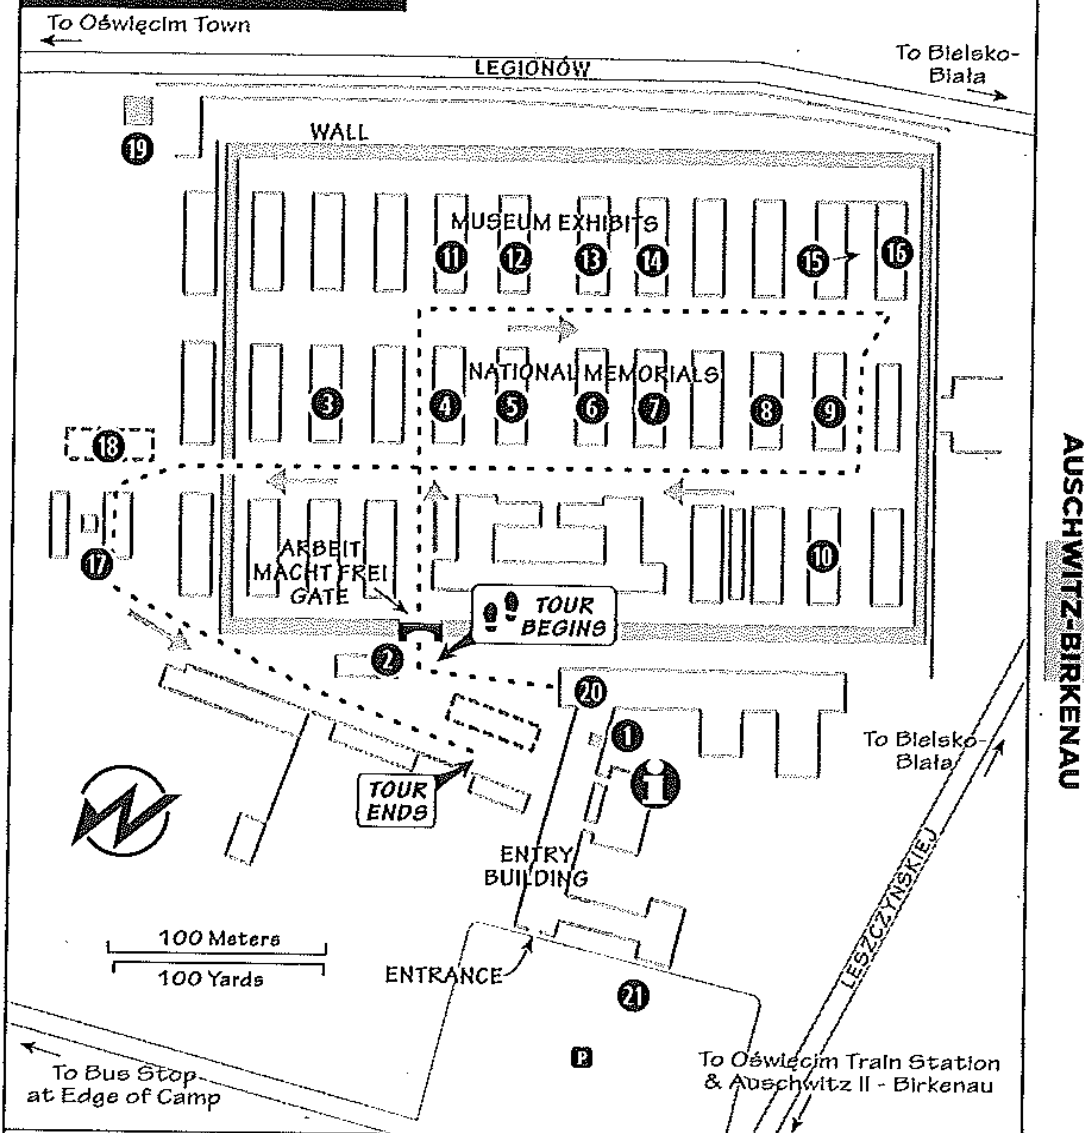 To Oświęcim Town
LEGIONÓW
To Bielsko-
Biała
19
WALL
MUSEUM EXHIBITS
11 12 13 14 15 16
NATIONAL MEMORIALS
3 4 5 6 7 8 9
18
17
ARBEIT
MACHT FREI
GATE
10
TOUR
BEGINS
2
20
1
i
To Bielsko-
Biała
TOUR
ENDS
ENTRY
BUILDING
LESZCZYŃSKIEJ
100 Meters
100 Yards
ENTRANCE
21
P
To Bus Stop
at Edge of Camp
To Oświęcim Train Station
& Auschwitz II - Birkenau
AUSCHWITZ-BIRKENAU